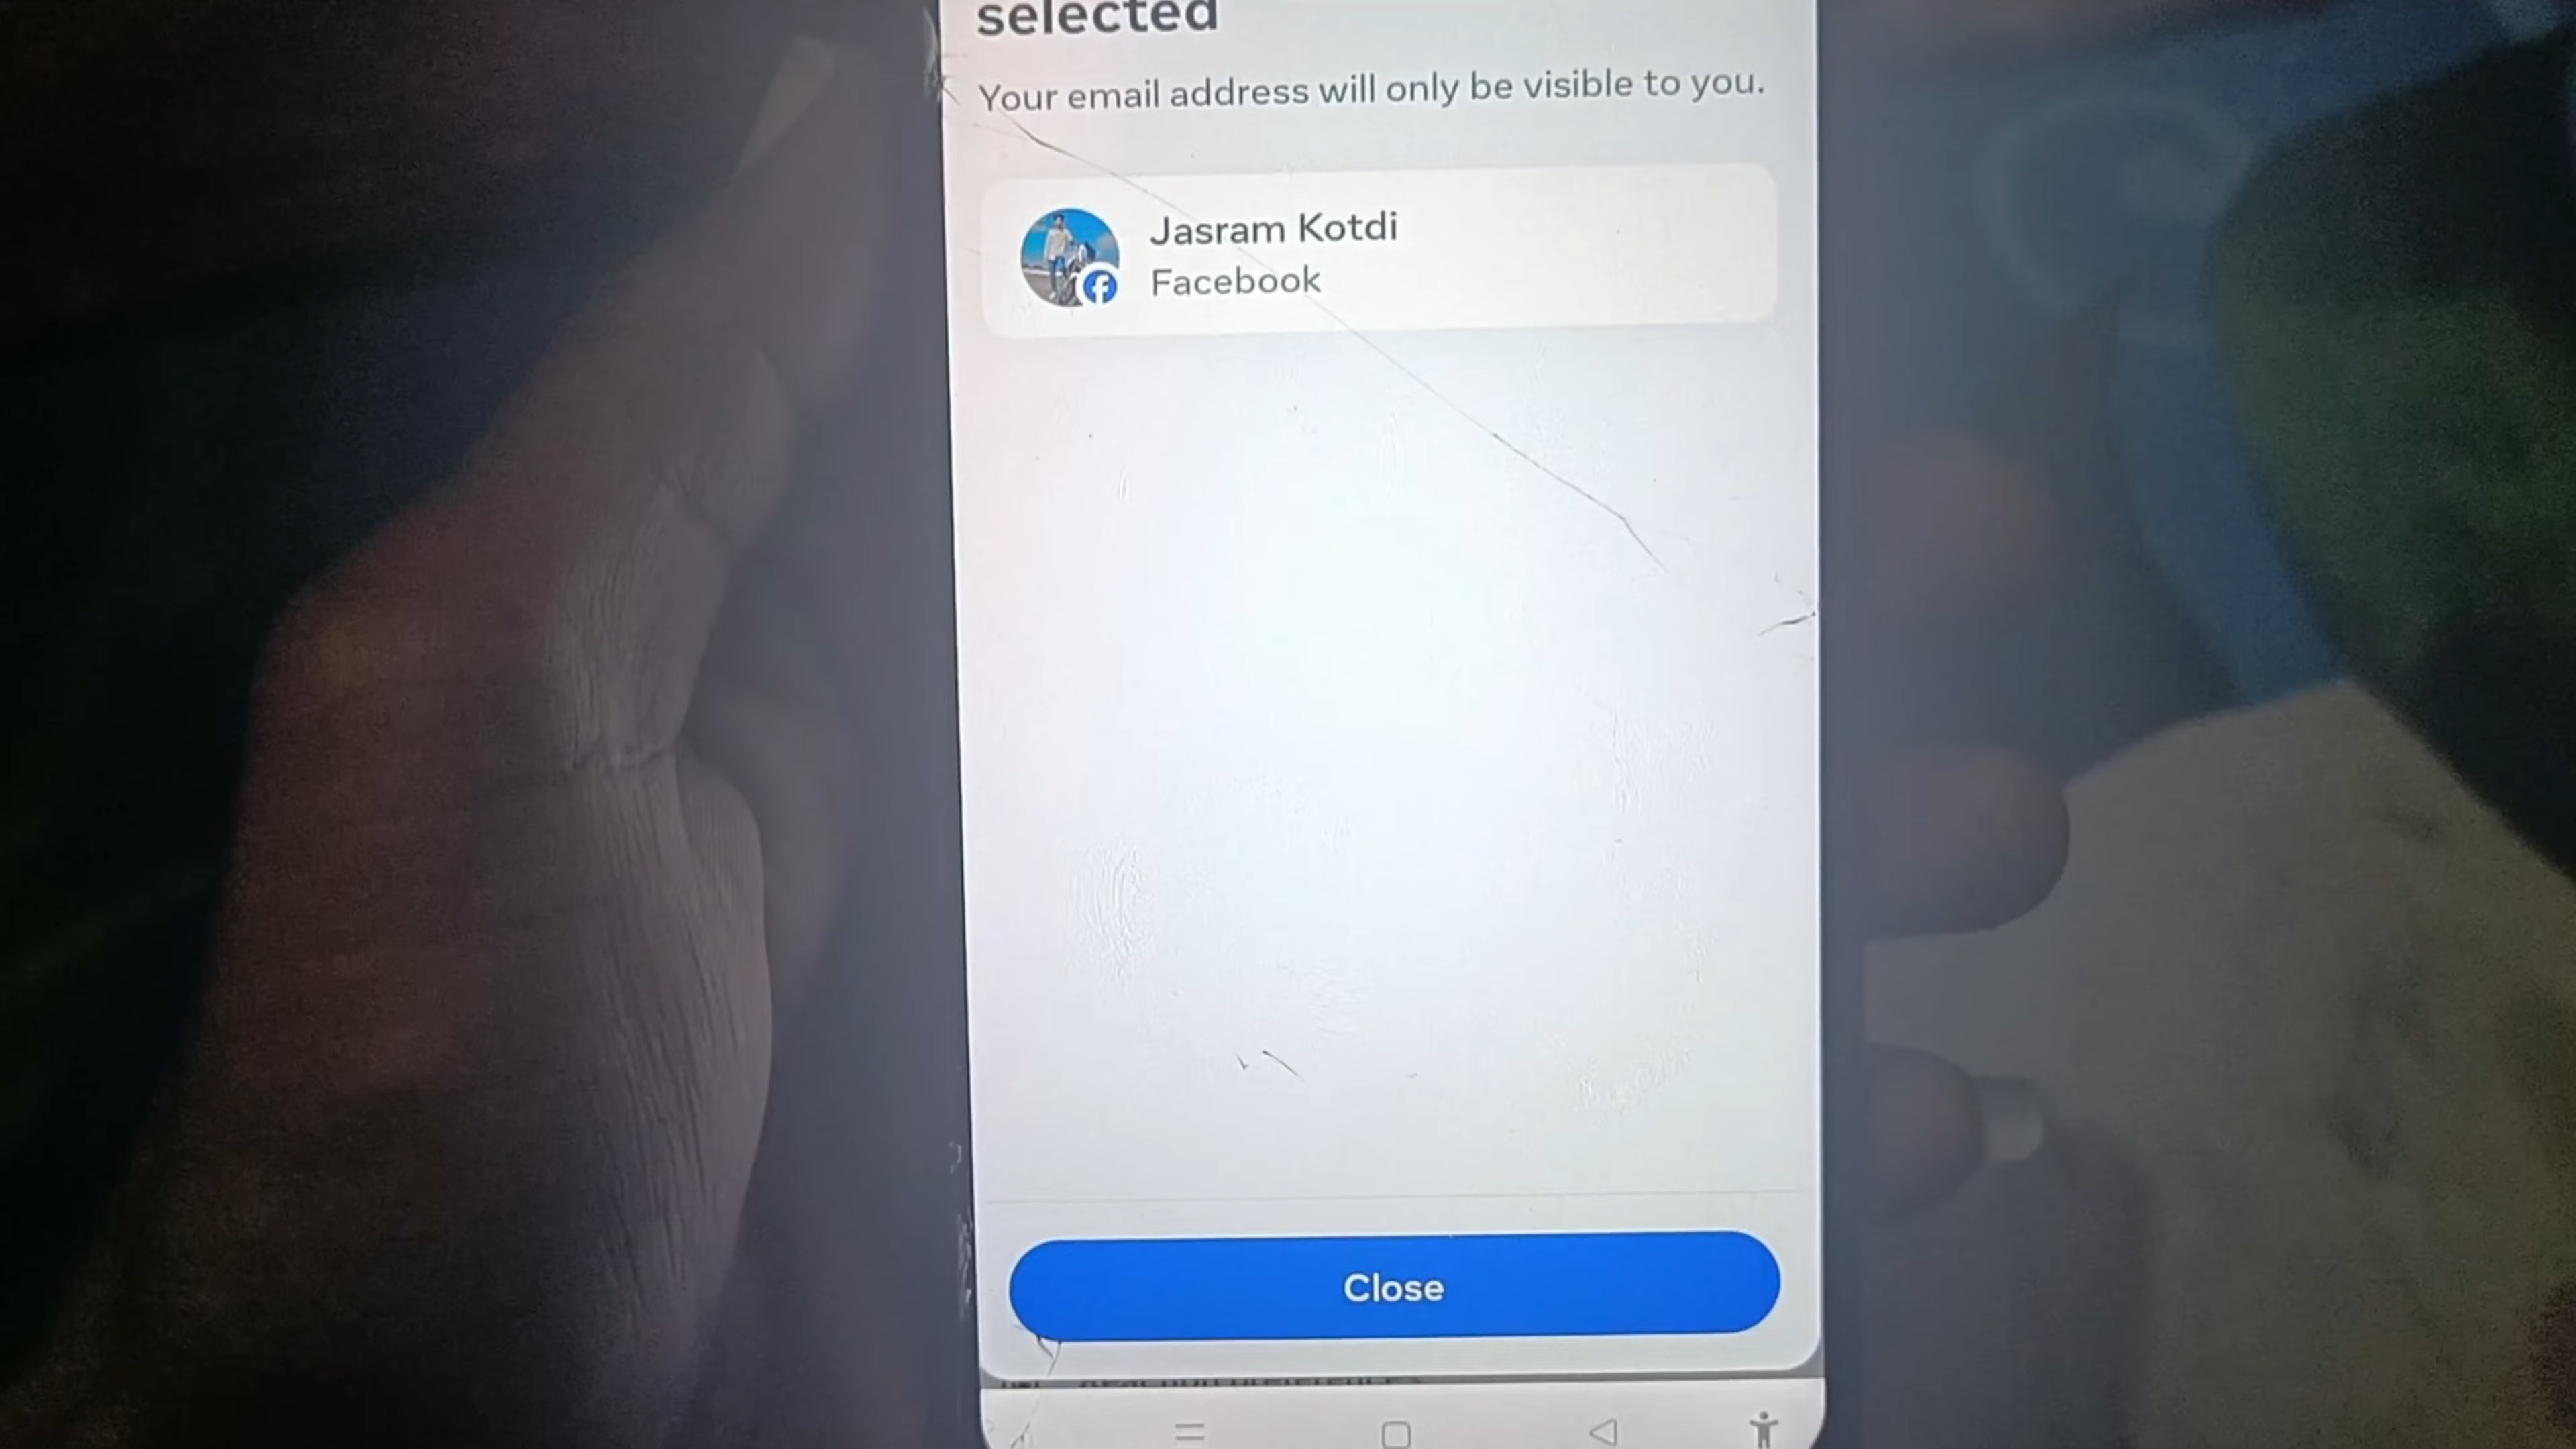 selected
Your email address will only be visible to you.
Jasram Kotdi
Facebook
Close